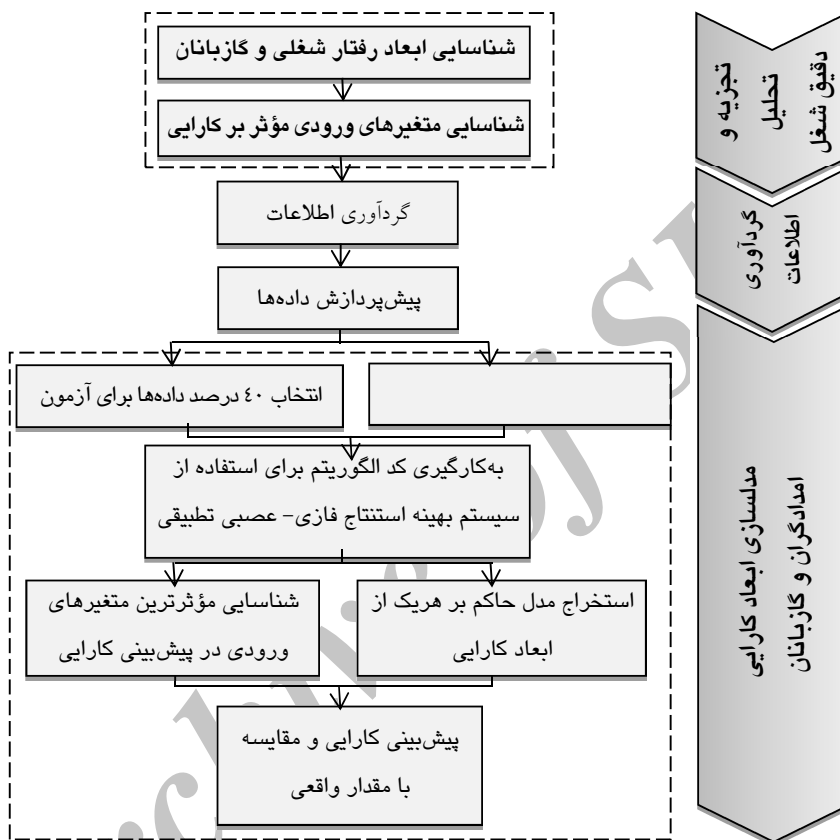 شناسایی ابعاد رفتار شغلی و گازبانان
شناسایی متغیرهای ورودی مؤثر بر کارایی
گردآوری اطلاعات
پیش‌پردازش داده‌ها
انتخاب ٤٠ درصد داده‌ها برای آزمون
به‌کارگیری کد الگوریتم برای استفاده از
سیستم بهینه استنتاج فازی- عصبی تطبیقی
استخراج مدل حاکم بر هریک از
ابعاد کارایی
شناسایی مؤثرترین متغیرهای
ورودی در پیش‌بینی کارایی
پیش‌بینی کارایی و مقایسه
با مقدار واقعی
تجزیه و
تحلیل
دقیق شغل
گردآوری
اطلاعات
مدلسازی ابعاد کارایی
امدادگران و گازبانان